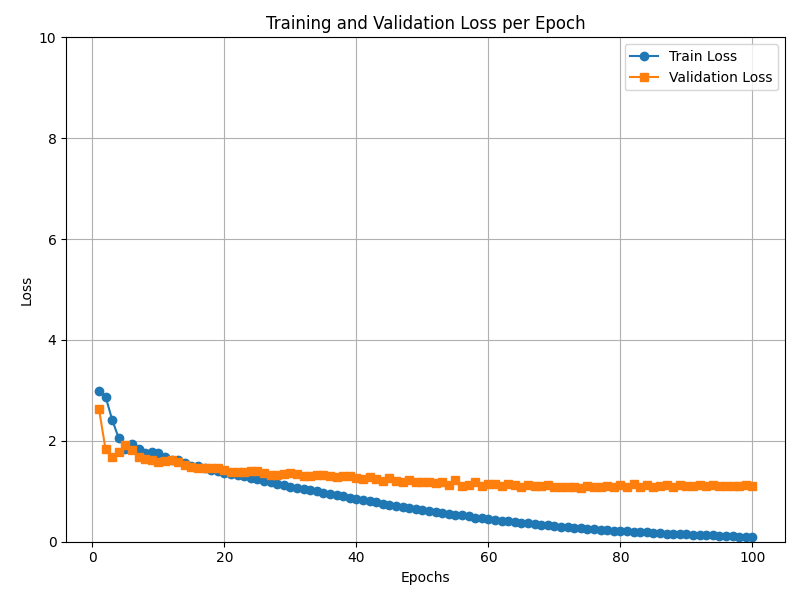 Training and Validation Loss per Epoch
Train Loss
Validation Loss
10
8
6
4
2
0
Loss
0 20 40 60 80 100
Epochs